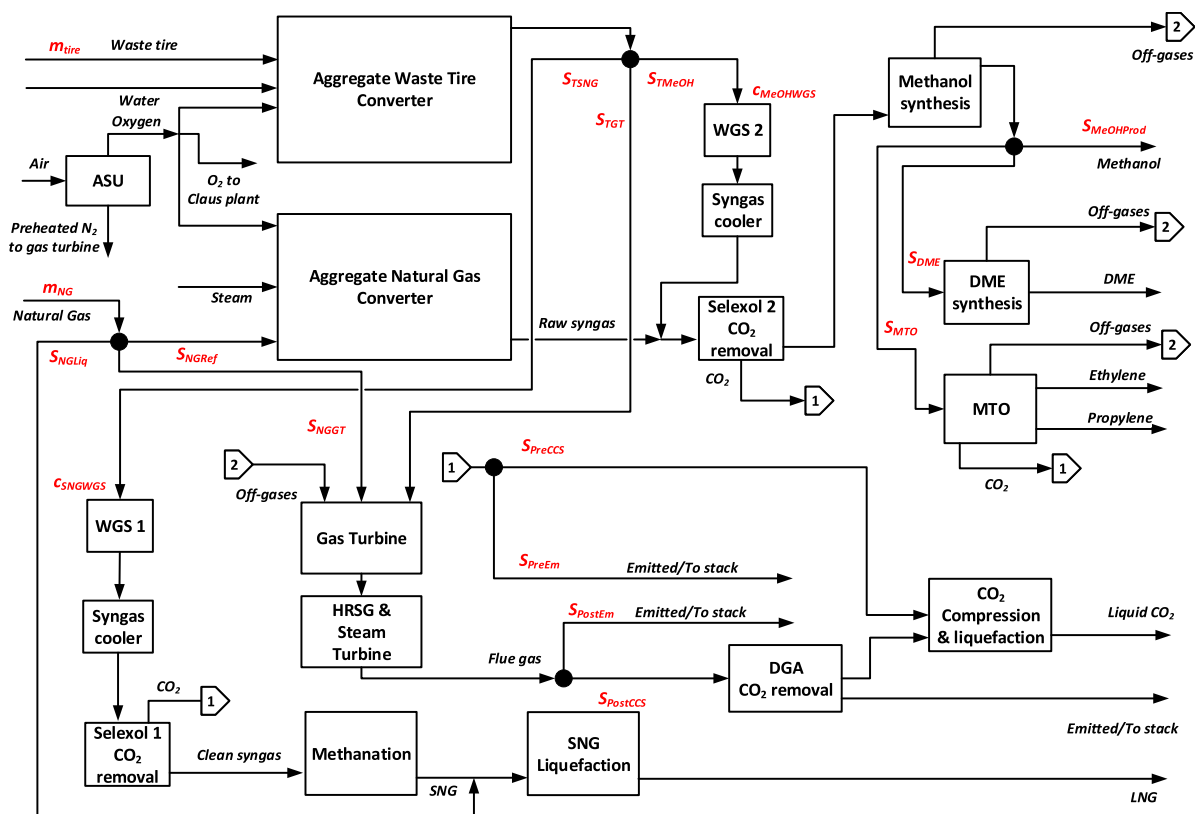 m_tire
Waste tire
Aggregate Waste Tire
Converter
Water
Oxygen
Air
ASU
O2 to
Claus plant
Preheated N2
to gas turbine
S_TSNG
S_TMeOH
S_TGT
c_MeOHWGS
WGS 2
Syngas
cooler
Methanol
synthesis
2
Off-gases
S_MeOHProd
Methanol
Off-gases
2
S_DME
DME
synthesis
DME
S_MTO
Off-gases
2
MTO
Ethylene
Propylene
CO2
1
m_NG
Natural Gas
Steam
Aggregate Natural Gas
Converter
Raw syngas
Selexol 2
CO2
removal
CO2
1
S_NGLiq
S_NGRef
S_NGGT
2
Off-gases
Gas Turbine
HRSG &
Steam
Turbine
Flue gas
1
S_PreCCS
S_PreEm
Emitted/To stack
S_PostEm
Emitted/To stack
S_PostCCS
DGA
CO2 removal
CO2
Compression
& liquefaction
Liquid CO2
Emitted/To stack
c_SNGWGS
WGS 1
Syngas
cooler
CO2
1
Selexol 1
CO2
removal
Clean syngas
Methanation
SNG
SNG
Liquefaction
LNG